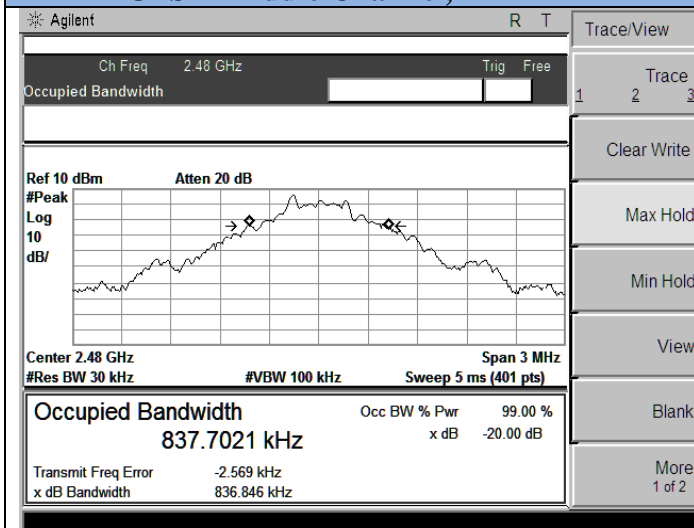 Agilent R T
Ch Freq 2.48 GHz Trig Free
Occupied Bandwidth
Ref 10 dBm Atten 20 dB
#Peak
Log
10
dB/
Center 2.48 GHz Span 3 MHz
#Res BW 30 kHz #VBW 100 kHz Sweep 5 ms (401 pts)
Occupied Bandwidth
837.7021 kHz
Occ BW % Pwr 99.00 %
x dB -20.00 dB
Transmit Freq Error -2.569 kHz
x dB Bandwidth 836.846 kHz
Trace/View
Trace
1 2 3
Clear Write
Max Hold
Min Hold
View
Blank
More
1 of 2